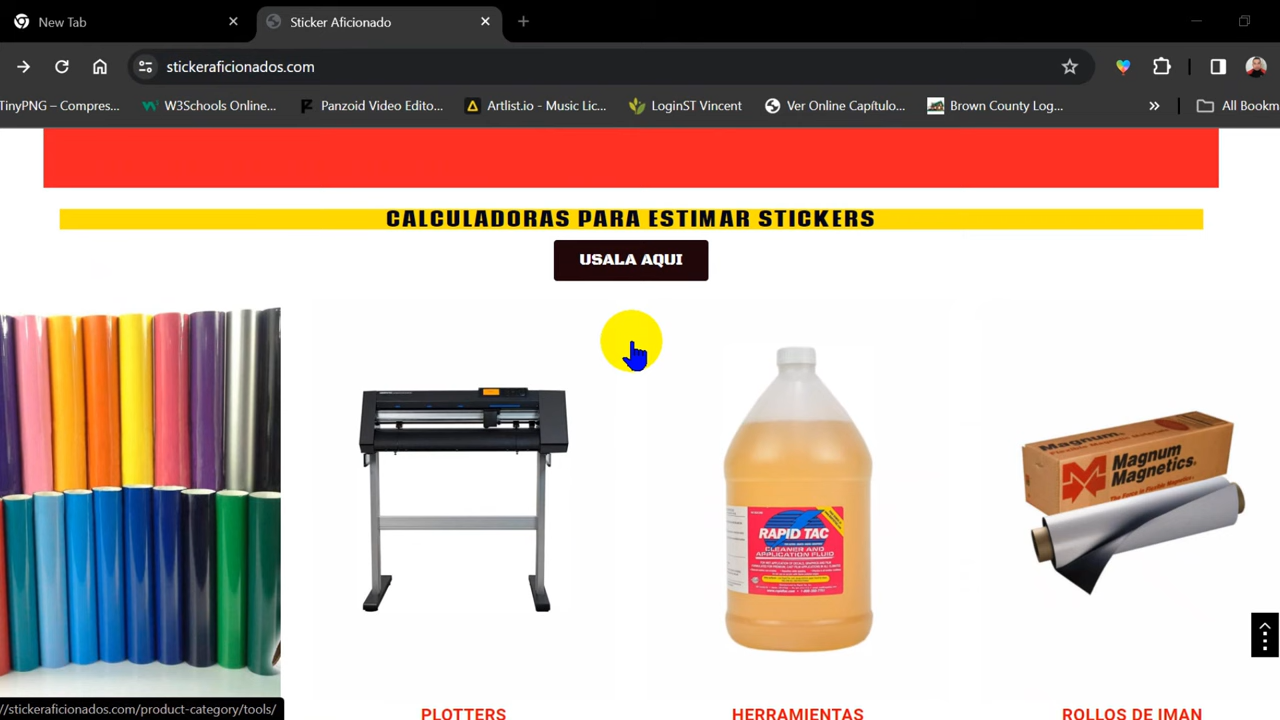 New Tab
Sticker Aficionado
stickeraficionados.com
TinyPNG – Compres...
W3Schools Online...
Panzoid Video Edito...
Artlist.io - Music Lic...
LoginST Vincent
Ver Online Capítulo...
Brown County Log...
All Bookm
CALCULADORAS PARA ESTIMAR STICKERS
USALA AQUI
Magnum
Magnum
Magnetics
RAPID TAC
CLEANER AND
APPLICATION FLUID
PLOTTERS
HERRAMIENTAS
ROLLOS DE IMAN
//stickeraficionados.com/product-category/tools/